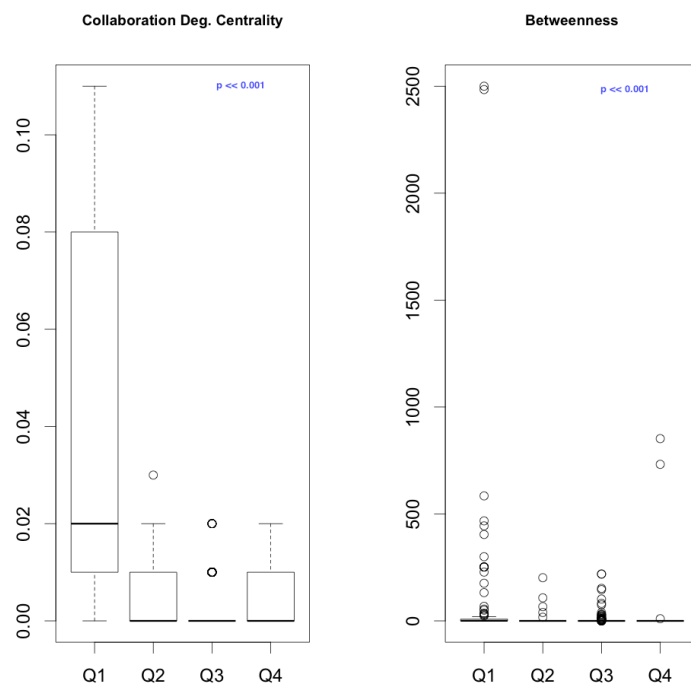 Collaboration Deg. Centrality
p << 0.001
0.10
0.08
0.06
0.04
0.02
0.00
Q1 Q2 Q3 Q4
Betweenness
p << 0.001
2500
2000
1500
1000
500
0
Q1 Q2 Q3 Q4